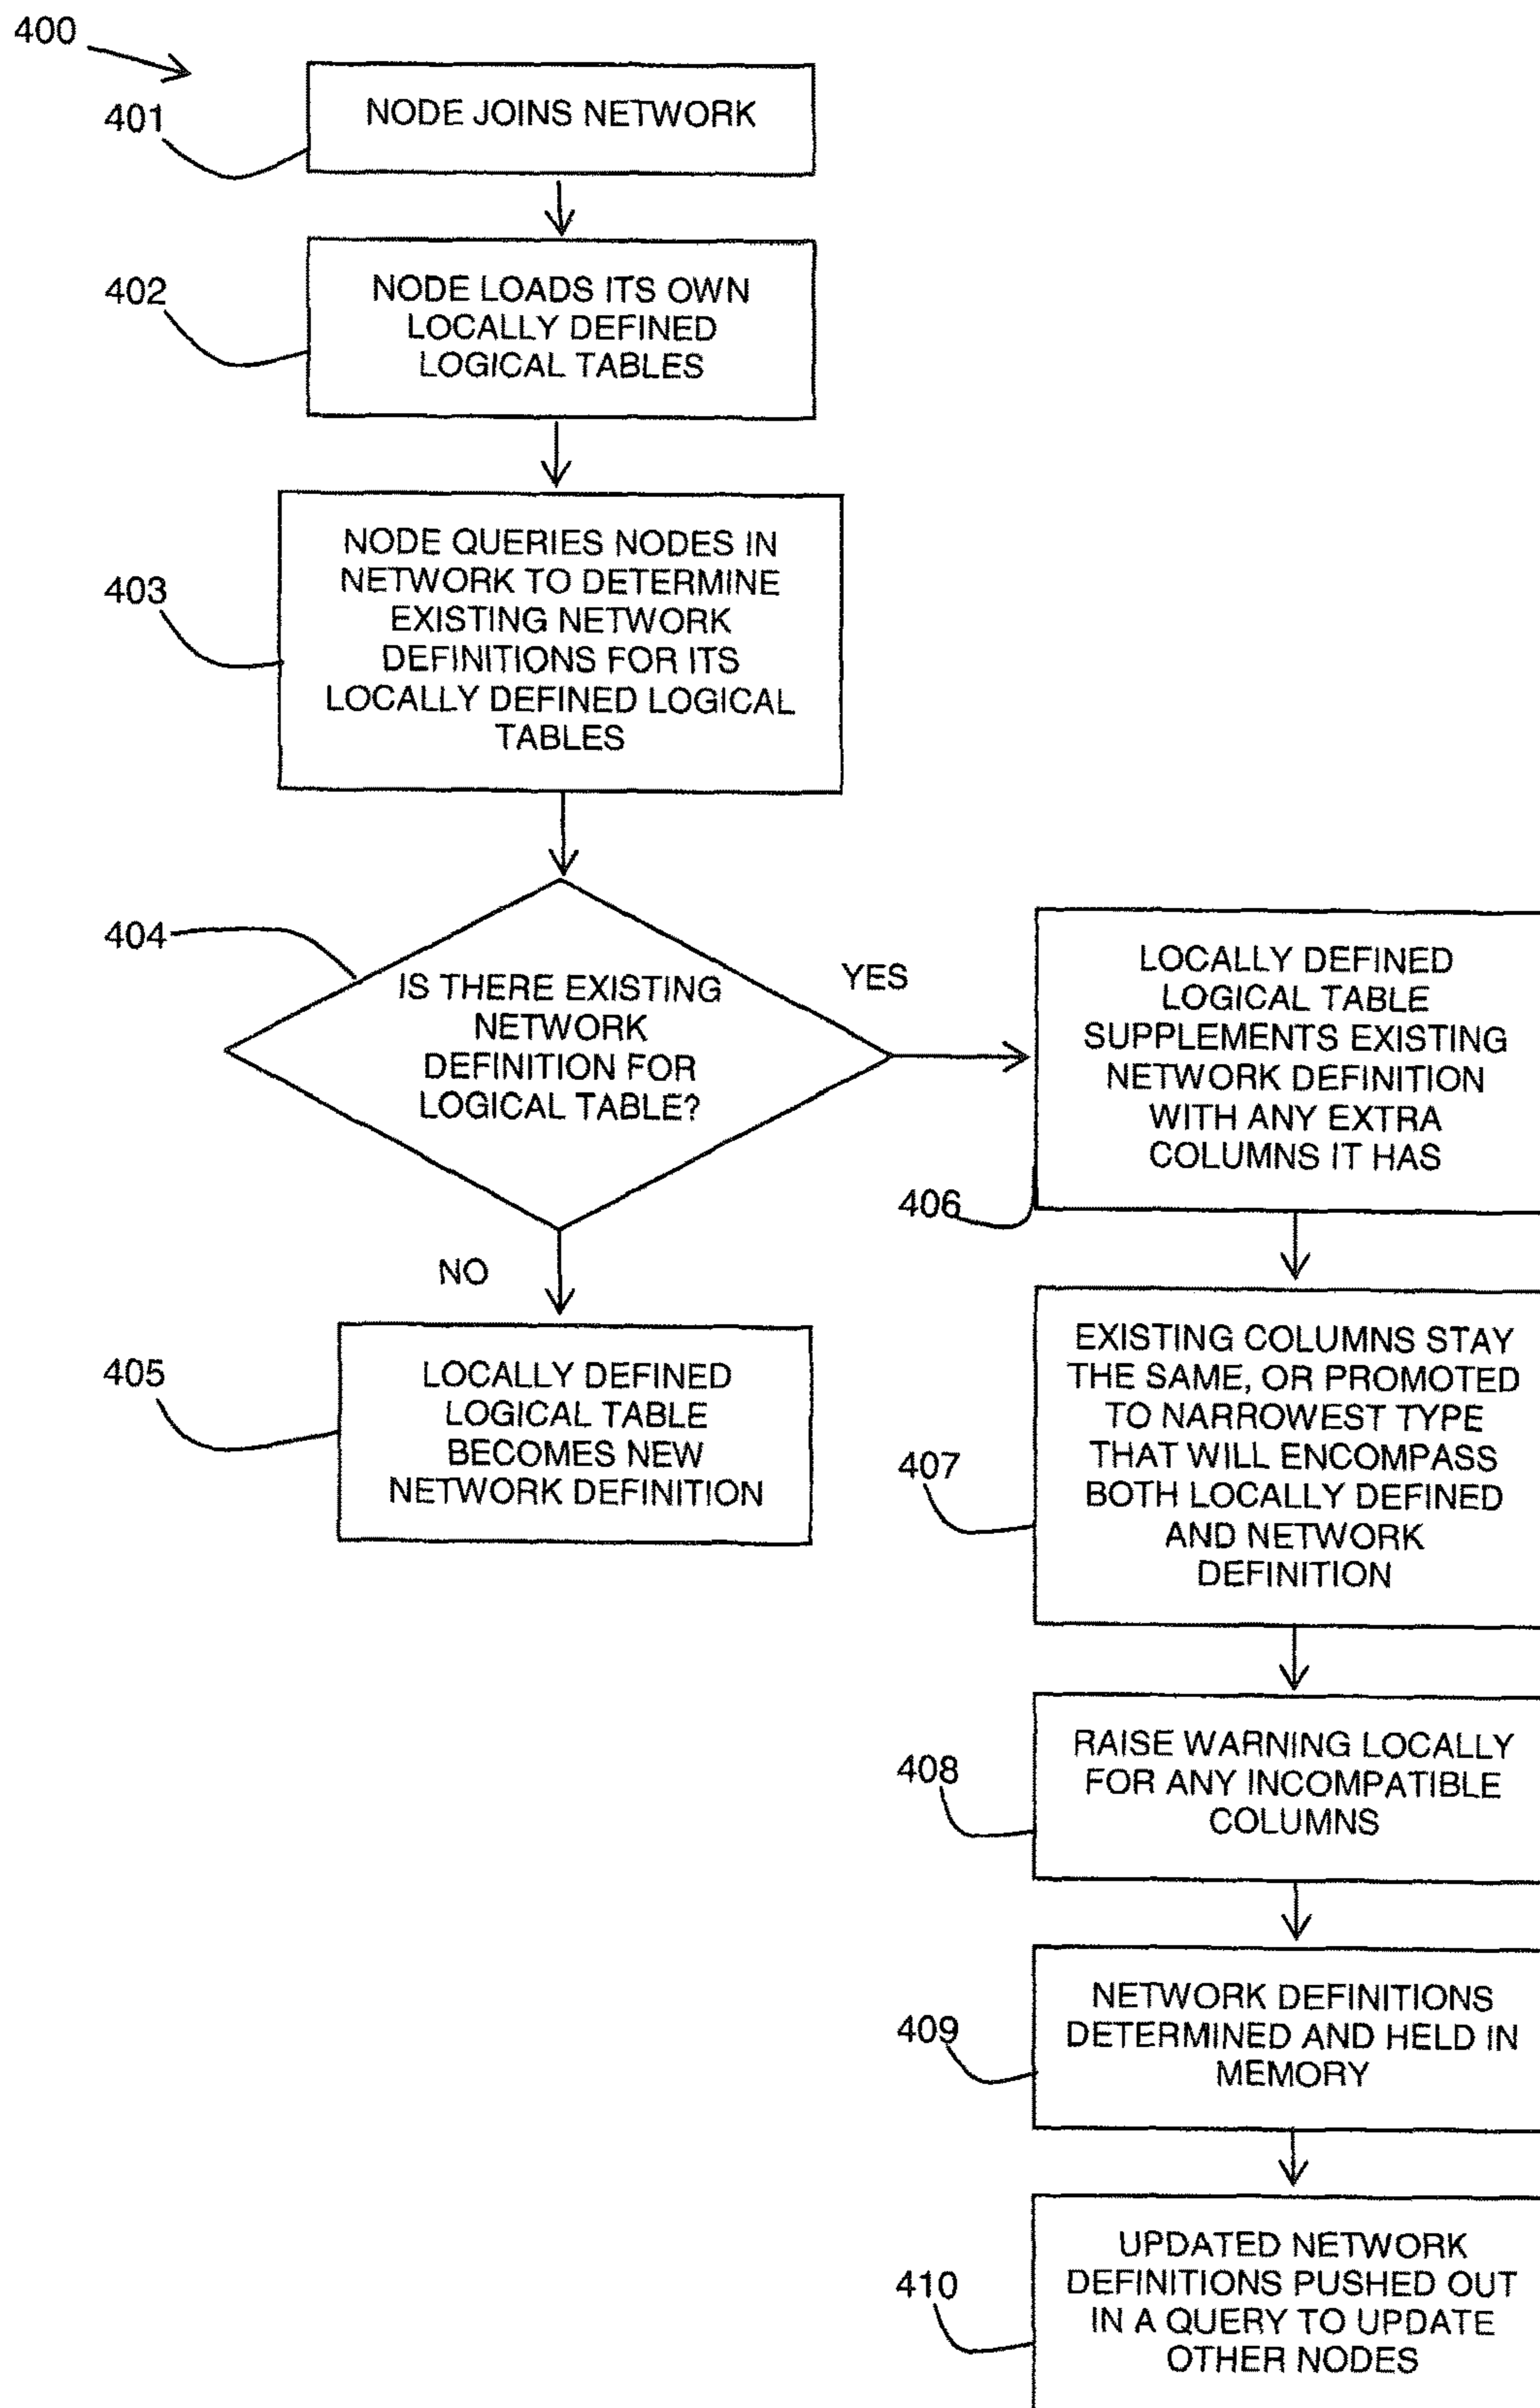 400
401
NODE JOINS NETWORK
402
NODE LOADS ITS OWN
LOCALLY DEFINED
LOGICAL TABLES
403
NODE QUERIES NODES IN
NETWORK TO DETERMINE
EXISTING NETWORK
DEFINITIONS FOR ITS
LOCALLY DEFINED LOGICAL
TABLES
404
IS THERE EXISTING
NETWORK
DEFINITION FOR
LOGICAL TABLE?
YES
NO
405
LOCALLY DEFINED
LOGICAL TABLE
BECOMES NEW
NETWORK DEFINITION
406
LOCALLY DEFINED
LOGICAL TABLE
SUPPLEMENTS EXISTING
NETWORK DEFINITION
WITH ANY EXTRA
COLUMNS IT HAS
407
EXISTING COLUMNS STAY
THE SAME, OR PROMOTED
TO NARROWEST TYPE
THAT WILL ENCOMPASS
BOTH LOCALLY DEFINED
AND NETWORK
DEFINITION
408
RAISE WARNING LOCALLY
FOR ANY INCOMPATIBLE
COLUMNS
409
NETWORK DEFINITIONS
DETERMINED AND HELD IN
MEMORY
410
UPDATED NETWORK
DEFINITIONS PUSHED OUT
IN A QUERY TO UPDATE
OTHER NODES